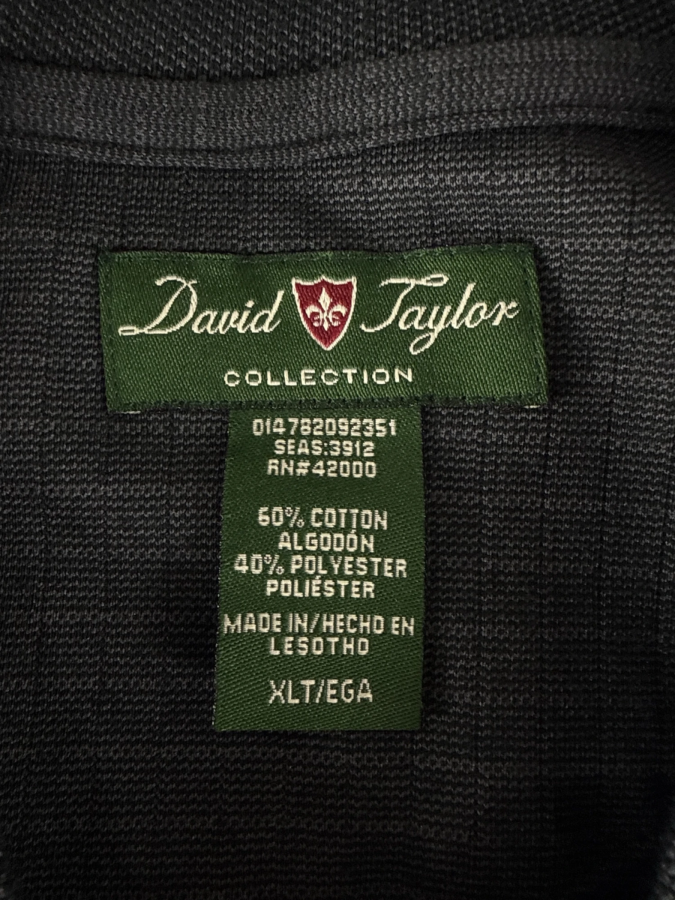 David Taylor
COLLECTION
014782092351
SEAS:3912
RN#42000
60% COTTON
ALGODÓN
40% POLYESTER
POLIÉSTER
MADE IN/HECHO EN
LESOTHO
XLT/EGA